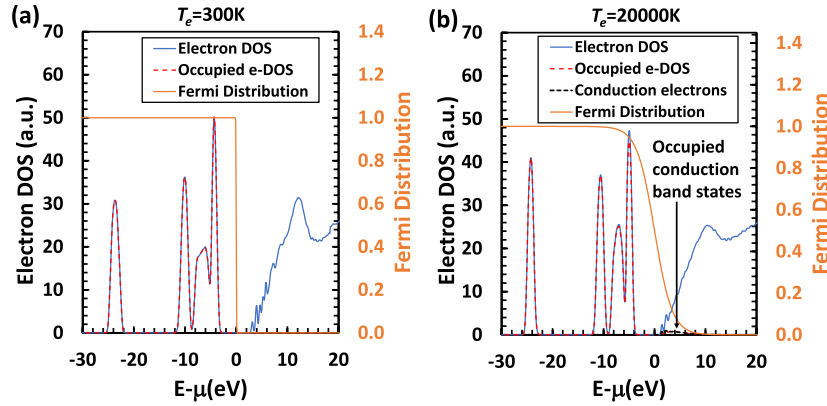 (a)
Tₑ=300K
70
60
50
40
30
20
10
0
Electron DOS (a.u.)
Electron DOS
Occupied e-DOS
Fermi Distribution
1.4
1.2
1.0
0.8
0.6
0.4
0.2
0.0
Fermi Distribution
-30 -20 -10 0 10 20
E-μ(eV)
(b)
Tₑ=20000K
70
60
50
40
30
20
10
0
Electron DOS (a.u.)
Electron DOS
Occupied e-DOS
Conduction electrons
Fermi Distribution
Occupied
conduction
band states
1.4
1.2
1.0
0.8
0.6
0.4
0.2
0.0
Fermi Distribution
-30 -20 -10 0 10 20
E-μ(eV)